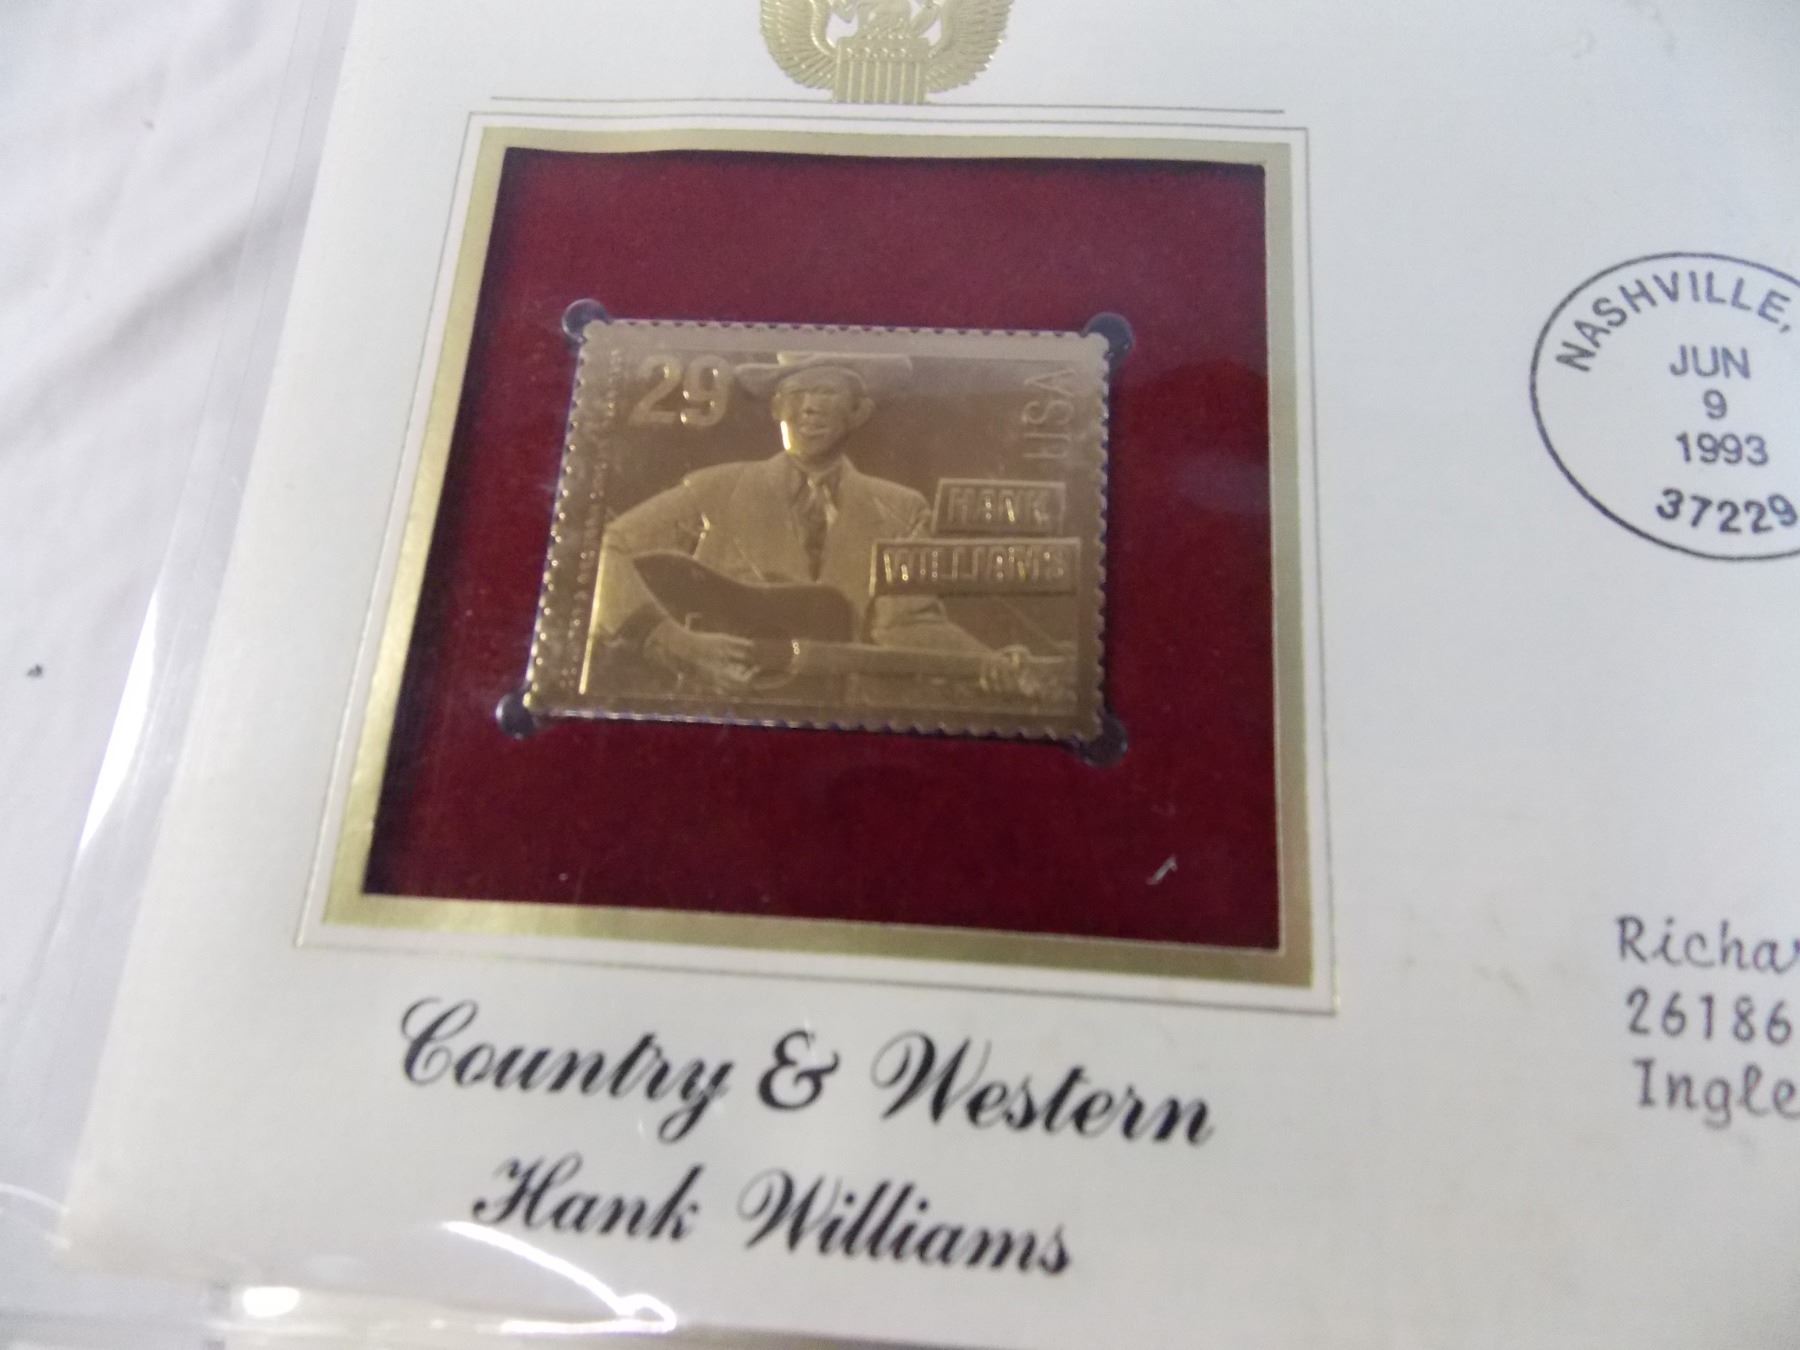 29
USA
HANK
WILLIAMS
NASHVILLE,
JUN
9
1993
37229
Richar
26186
Ingle
Country & Western
Hank Williams